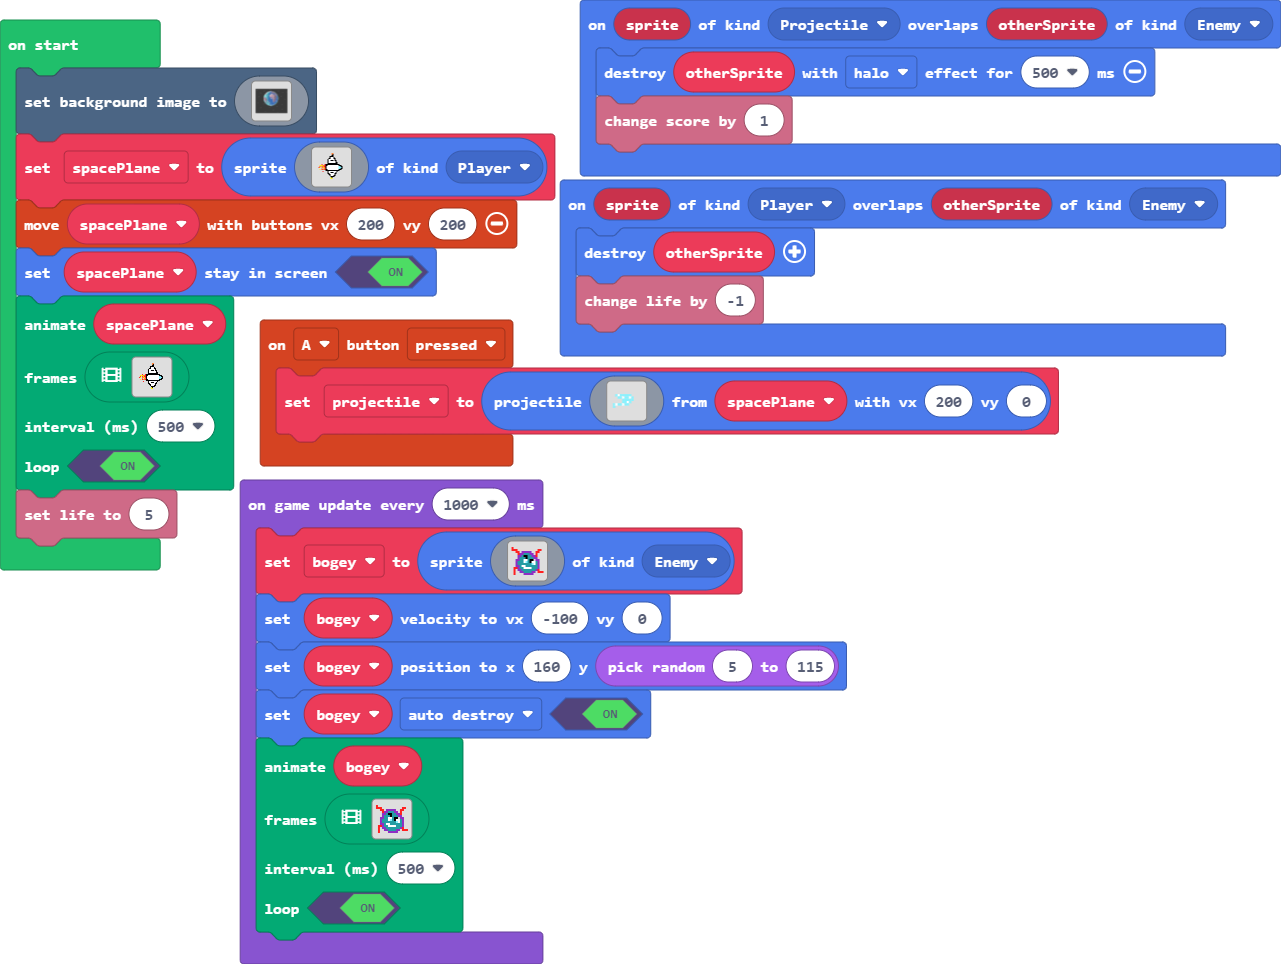 on start
set background image to
set spacePlane to sprite of kind Player
move spacePlane with buttons vx 200 vy 200
set spacePlane stay in screen ON
animate spacePlane
frames
interval (ms) 500
loop ON
set life to 5
on sprite of kind Projectile overlaps otherSprite of kind Enemy
destroy otherSprite with halo effect for 500 ms
change score by 1
on sprite of kind Player overlaps otherSprite of kind Enemy
destroy otherSprite
change life by -1
on A button pressed
set projectile to projectile from spacePlane with vx 200 vy 0
on game update every 1000 ms
set bogey to sprite of kind Enemy
set bogey velocity to vx -100 vy 0
set bogey position to x 160 y pick random 5 to 115
set bogey auto destroy ON
animate bogey
frames
interval (ms) 500
loop ON